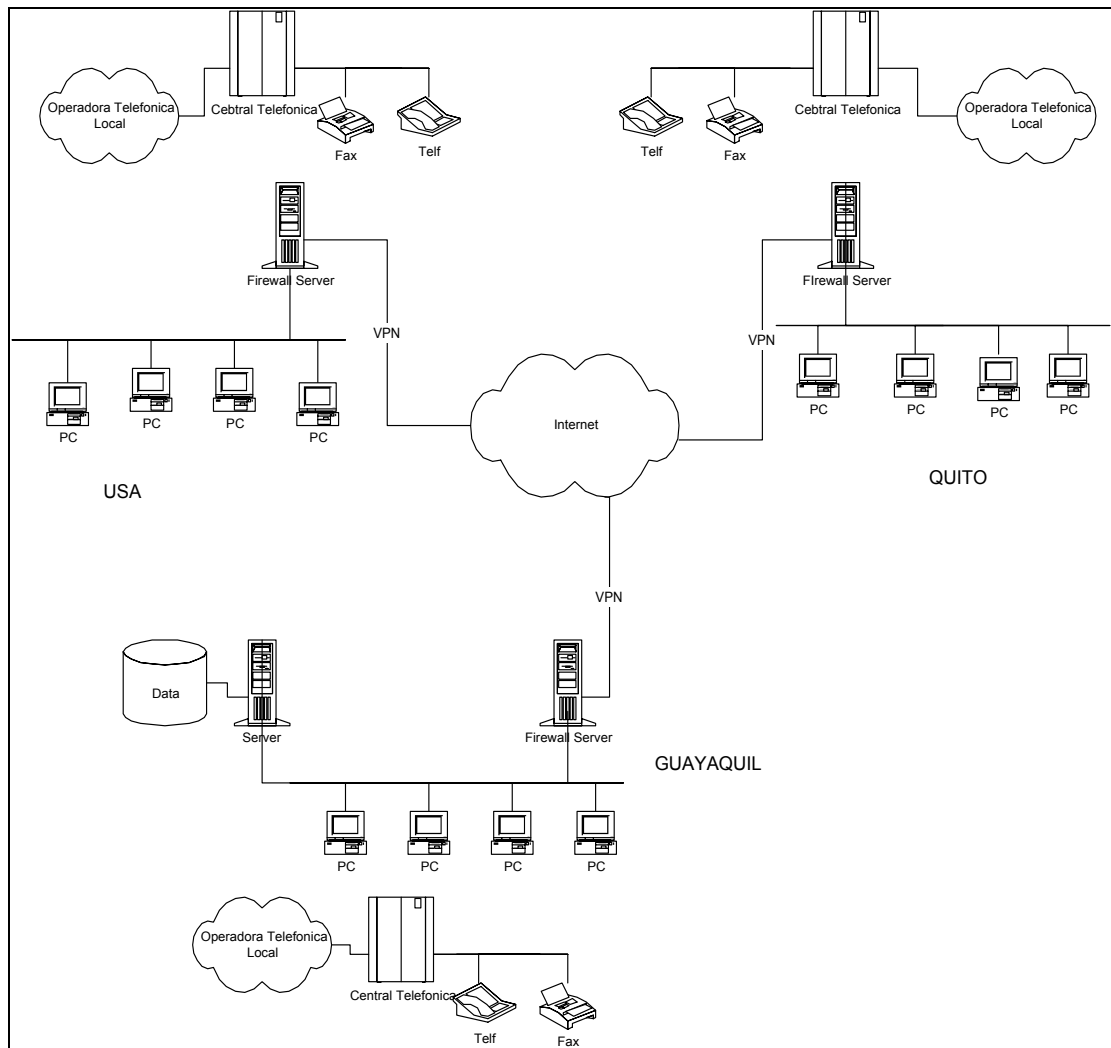 Operadora Telefonica
Local
Cebtral Telefonica
Fax
Telf
Telf
Fax
Cebtral Telefonica
Operadora Telefonica
Local
Firewall Server
VPN
PC
PC
PC
PC
USA
Internet
FIrewall Server
VPN
PC
PC
PC
PC
QUITO
VPN
Data
Server
Firewall Server
GUAYAQUIL
PC
PC
PC
PC
Operadora Telefonica
Local
Central Telefonica
Telf
Fax